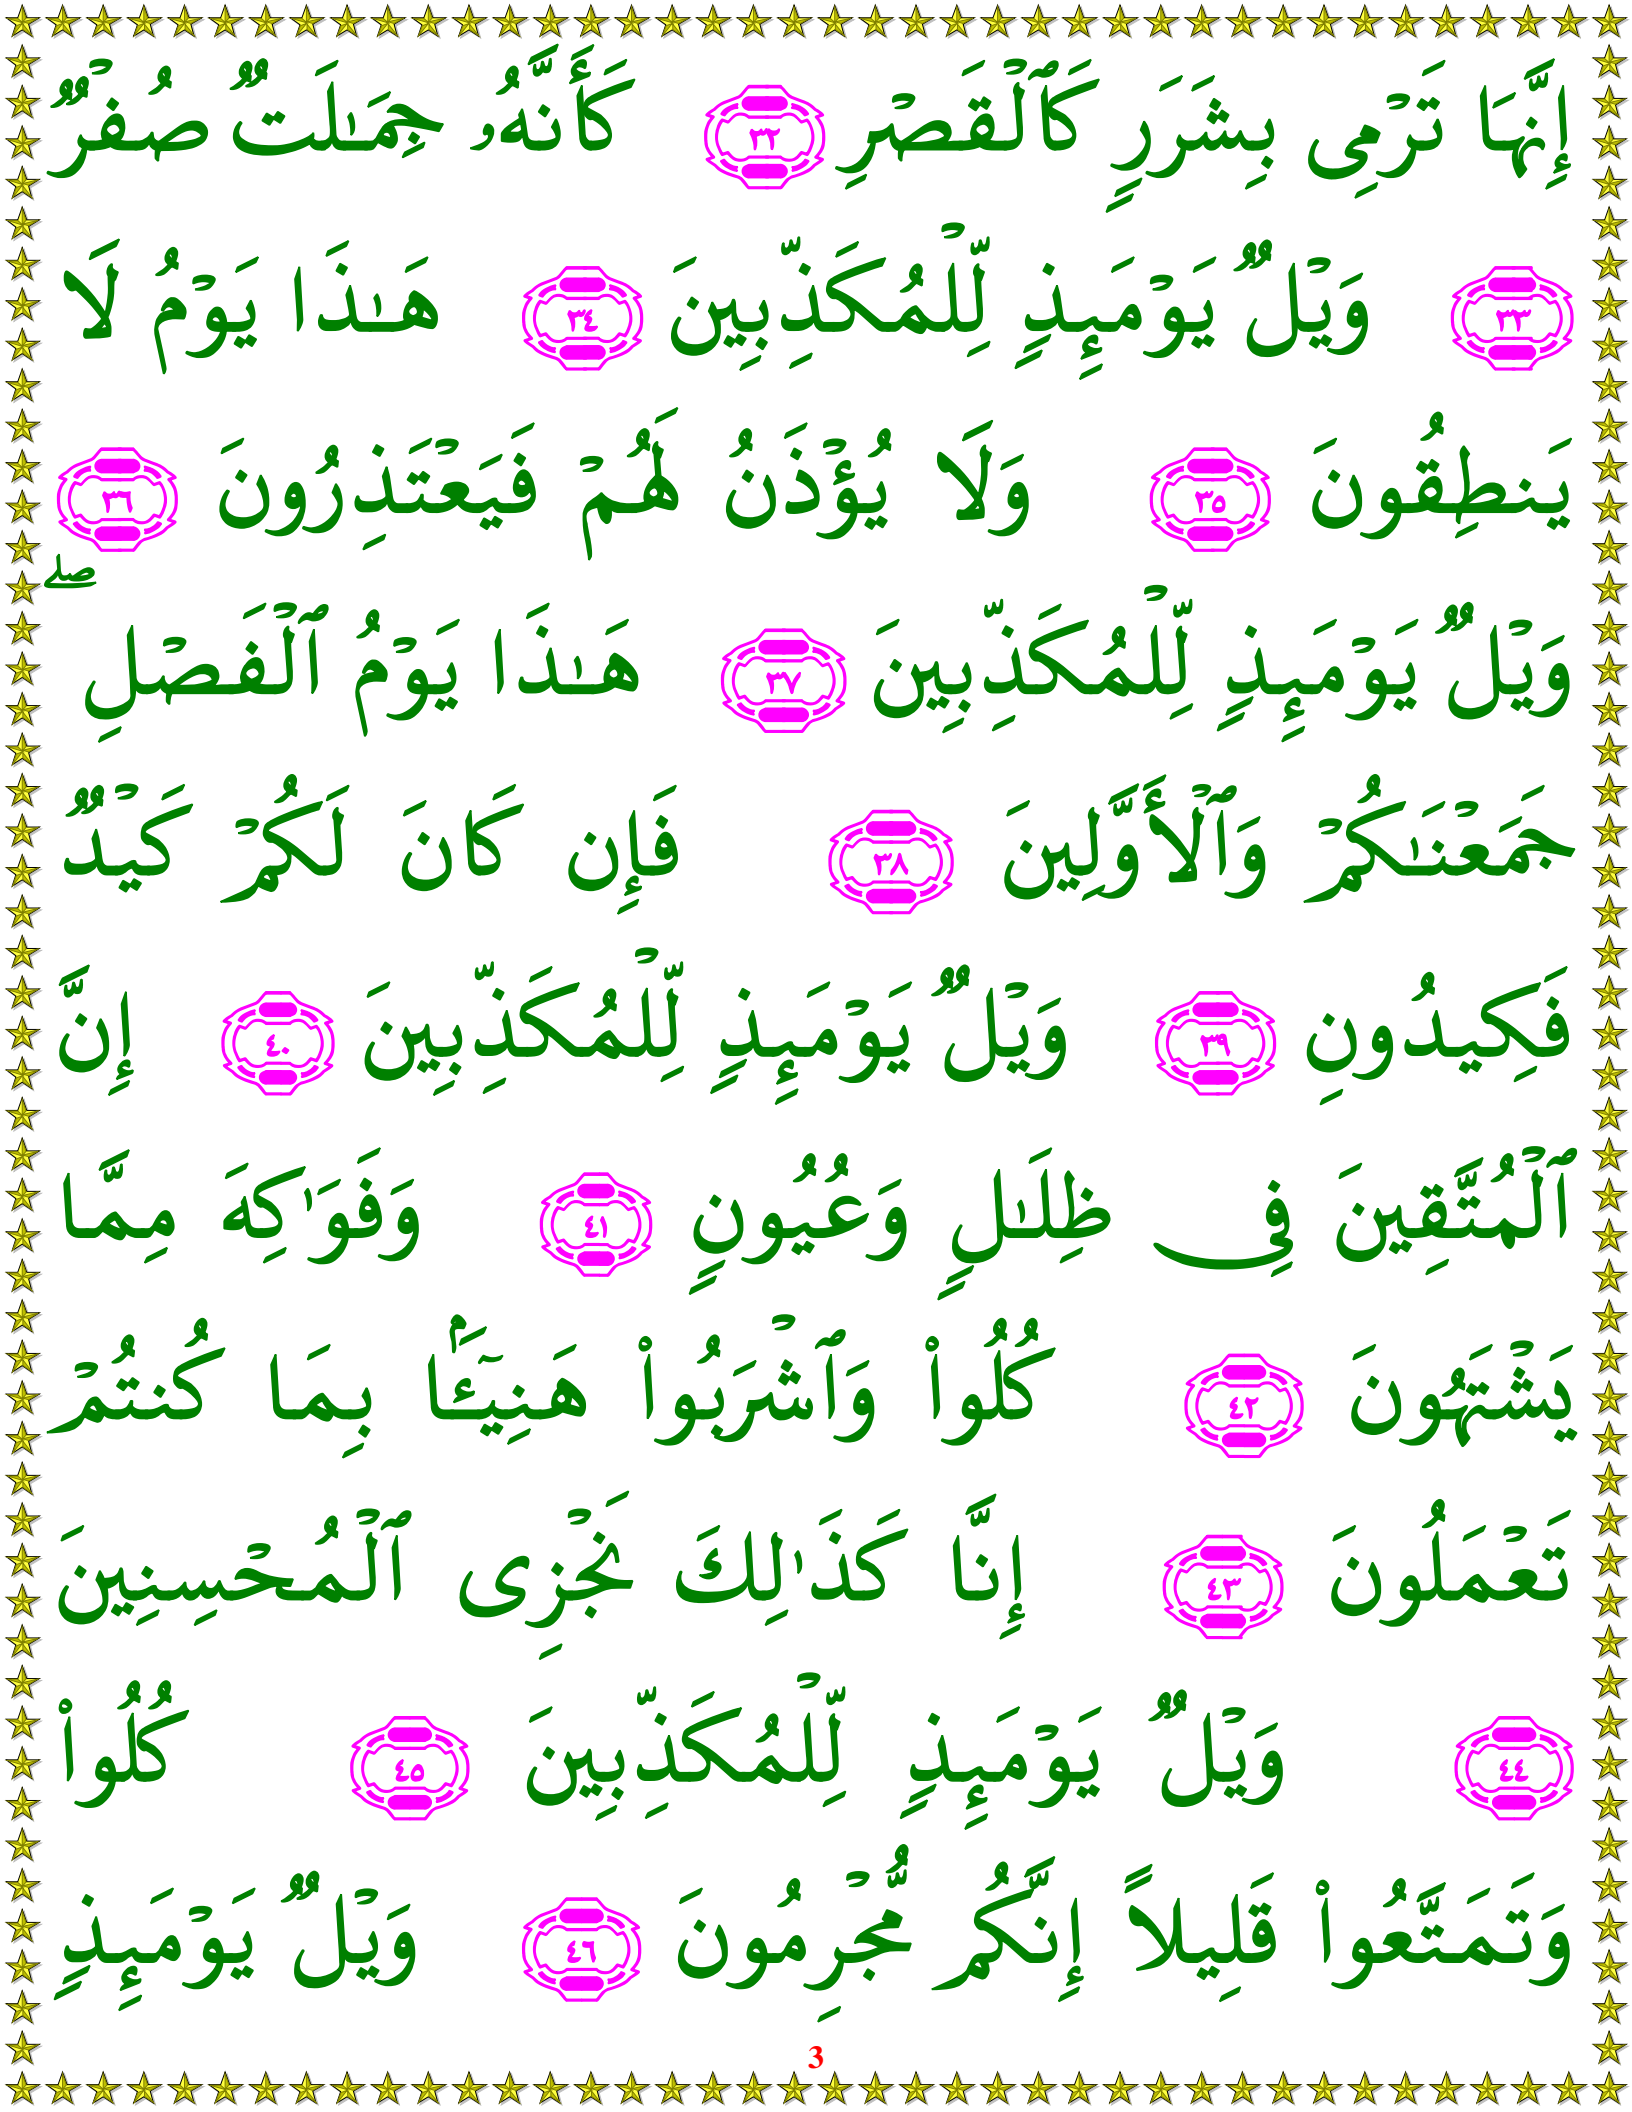 إِنَّهَا تَرْمِى بِشَرَرٍ كَٱلْقَصْرِ ٣٢ كَأَنَّهُۥ جِمَـٰلَتٌ صُفْرٌ
٣٣ وَيْلٌ يَوْمَئِذٍ لِّلْمُكَذِّبِينَ ٣٤ هَـٰذَا يَوْمُ لَا
يَنطِقُونَ ٣٥ وَلَا يُؤْذَنُ لَهُمْ فَيَعْتَذِرُونَ ٣٦
وَيْلٌ يَوْمَئِذٍ لِّلْمُكَذِّبِينَ ٣٧ هَـٰذَا يَوْمُ ٱلْفَصْلِ ۖ
جَمَعْنَـٰكُمْ وَٱلْأَوَّلِينَ ٣٨ فَإِن كَانَ لَكُمْ كَيْدٌ
فَكِيدُونِ ٣٩ وَيْلٌ يَوْمَئِذٍ لِّلْمُكَذِّبِينَ ٤٠ إِنَّ
ٱلْمُتَّقِينَ فِى ظِلَـٰلٍ وَعُيُونٍ ٤١ وَفَوَٰكِهَ مِمَّا
يَشْتَهُونَ ٤٢ كُلُوا۟ وَٱشْرَبُوا۟ هَنِيٓـَٔۢا بِمَا كُنتُمْ
تَعْمَلُونَ ٤٣ إِنَّا كَذَٰلِكَ نَجْزِى ٱلْمُحْسِنِينَ
٤٤ وَيْلٌ يَوْمَئِذٍ لِّلْمُكَذِّبِينَ ٤٥ كُلُوا۟
وَتَمَتَّعُوا۟ قَلِيلاً إِنَّكُم مُّجْرِمُونَ ٤٦ وَيْلٌ يَوْمَئِذٍ
3